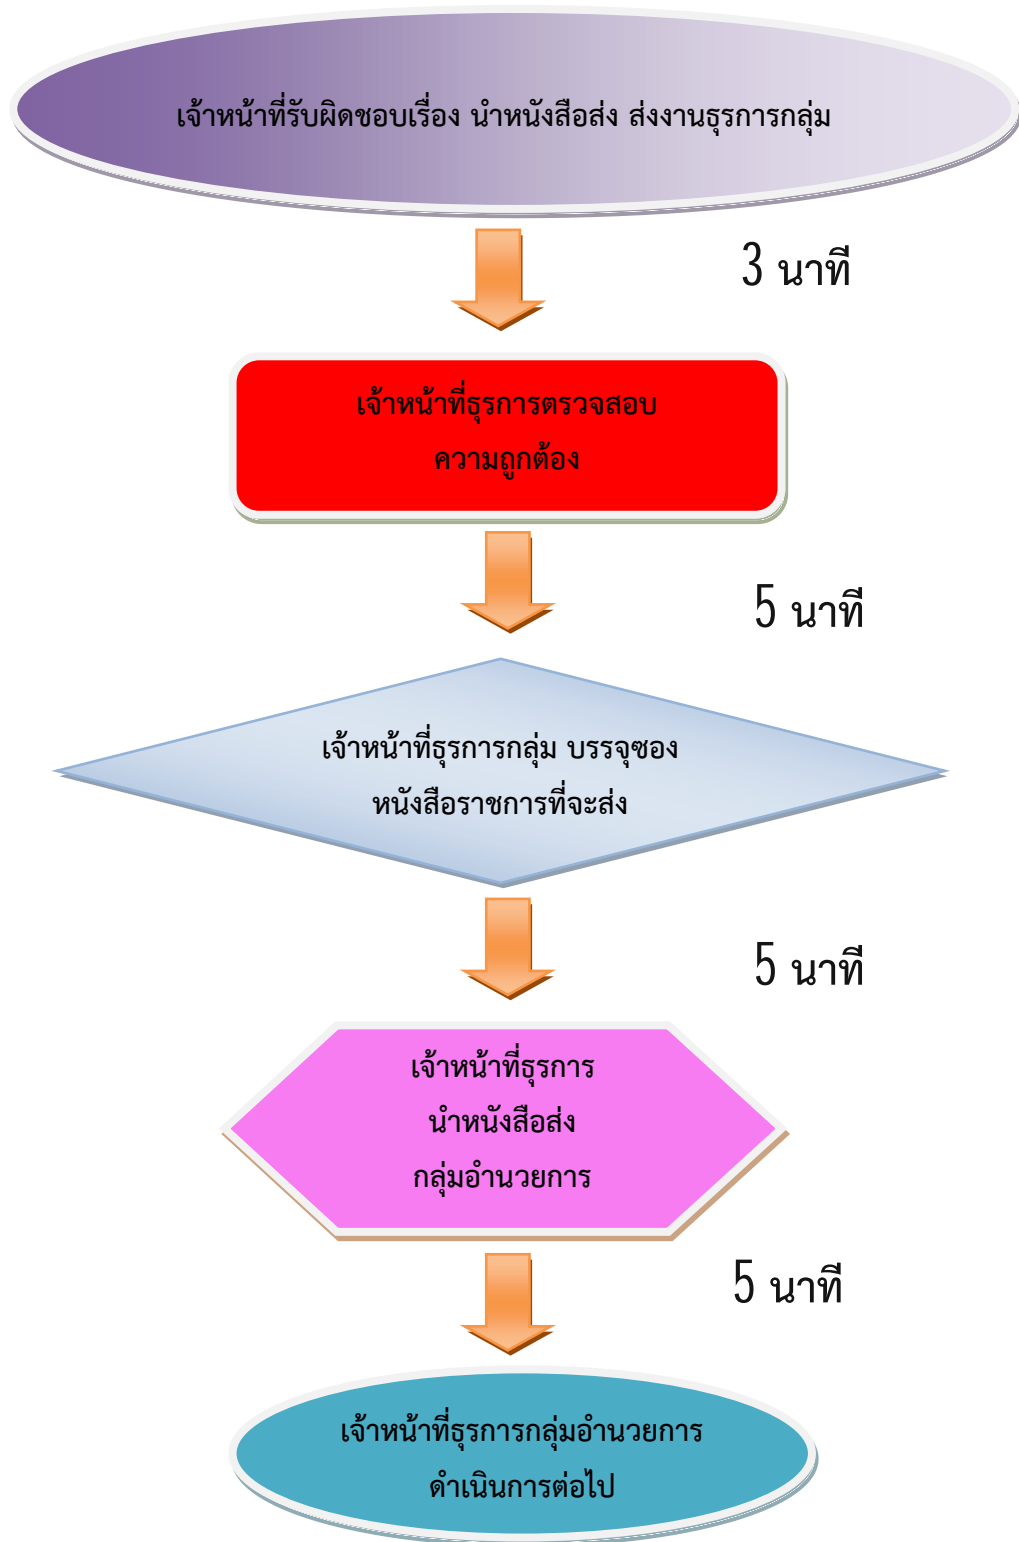 เจ้าหน้าที่รับผิดชอบเรื่อง นำหนังสือส่ง ส่งงานธุรการกลุ่ม
3 นาที
เจ้าหน้าที่ธุรการตรวจสอบ
ความถูกต้อง
5 นาที
เจ้าหน้าที่ธุรการกลุ่ม บรรจุซอง
หนังสือราชการที่จะส่ง
5 นาที
เจ้าหน้าที่ธุรการ
นำหนังสือส่ง
กลุ่มอำนวยการ
5 นาที
เจ้าหน้าที่ธุรการกลุ่มอำนวยการ
ดำเนินการต่อไป